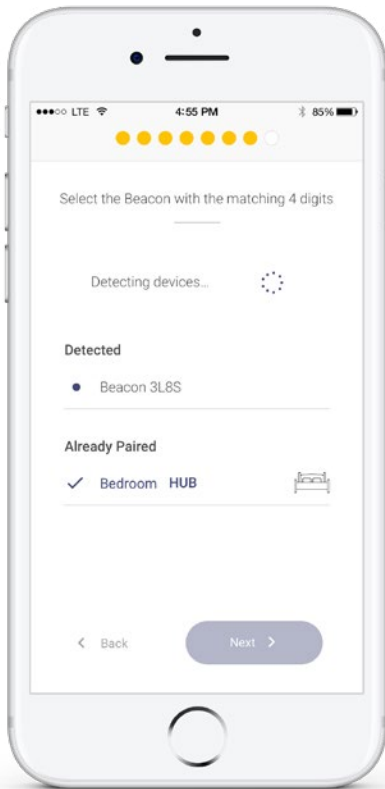 ●●●○○ LTE 4:55 PM 85%
Select the Beacon with the matching 4 digits
Detecting devices...
Detected
Beacon 3L8S
Already Paired
Bedroom HUB
Back Next